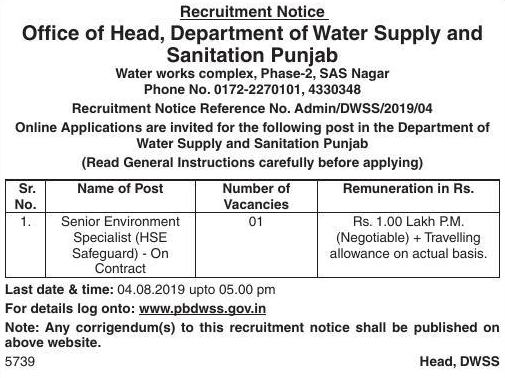 Recruitment Notice
Office of Head, Department of Water Supply and
Sanitation Punjab
Water works complex, Phase-2, SAS Nagar
Phone No. 0172-2270101, 4330348
Recruitment Notice Reference No. Admin/DWSS/2019/04
Online Applications are invited for the following post in the Department of
Water Supply and Sanitation Punjab
(Read General Instructions carefully before applying)
Sr. No. Name of Post Number of Vacancies Remuneration in Rs.
1. Senior Environment Specialist (HSE Safeguard) - On Contract 01 Rs. 1.00 Lakh P.M. (Negotiable) + Travelling allowance on actual basis.
Last date & time: 04.08.2019 upto 05.00 pm
For details log onto: www.pbdwss.gov.in
Note: Any corrigendum(s) to this recruitment notice shall be published on
above website.
5739 Head, DWSS